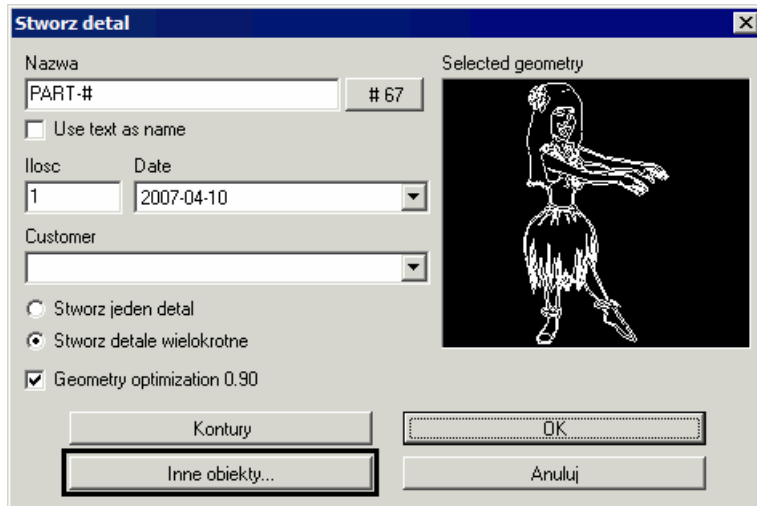 Stworz detal
Nazwa
PART-#
# 67
Use text as name
Ilosc
Date
1
2007-04-10
Customer
Stworz jeden detal
Stworz detale wielokrotne
Geometry optimization 0.90
Selected geometry
Kontury
OK
Inne obiekty...
Anuluj